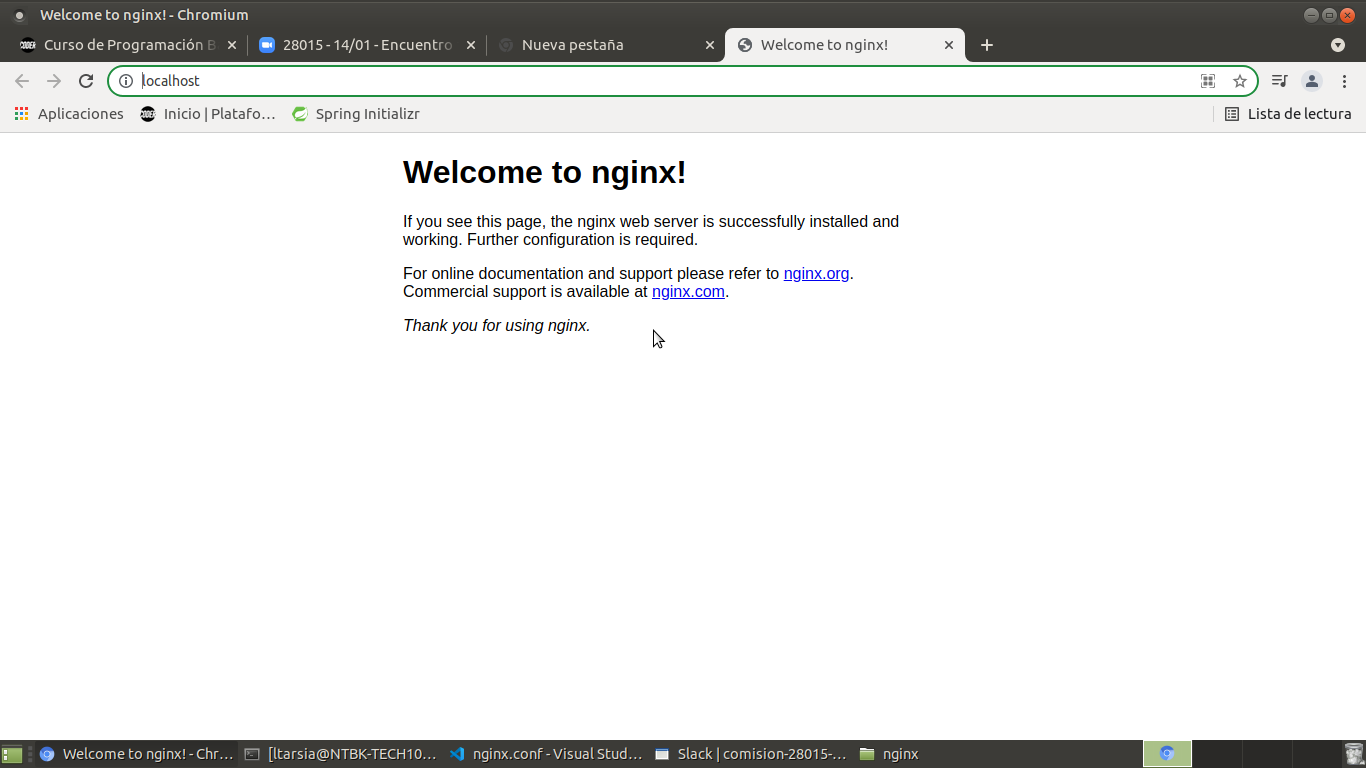 Welcome to nginx! - Chromium
Curso de Programación B
28015 - 14/01 - Encuentro
Nueva pestaña
Welcome to nginx!
localhost
Aplicaciones
CODER
Inicio | Platafo…
Spring Initializr
Lista de lectura
Welcome to nginx!
If you see this page, the nginx web server is successfully installed and
working. Further configuration is required.
For online documentation and support please refer to nginx.org.
Commercial support is available at nginx.com.
Thank you for using nginx.
Welcome to nginx! - Chr…
[ltarsia@NTBK-TECH10…
nginx.conf - Visual Stud…
Slack | comision-28015-…
nginx